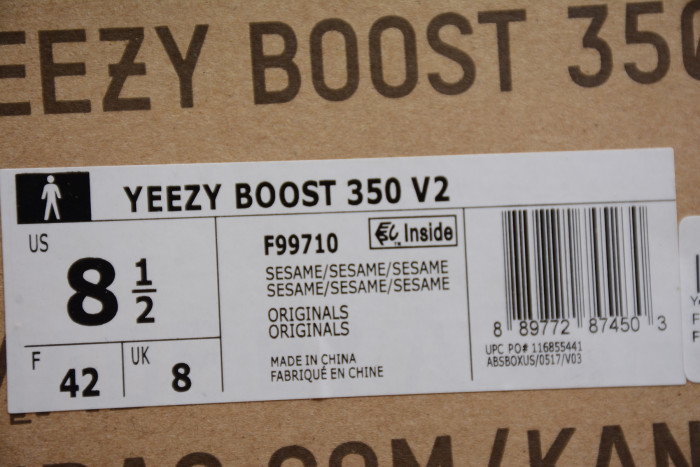 EEZY BOOST 350
YEEZY BOOST 350 V2
US
8 1/2
F
42
UK
8
F99710
Inside
SESAME/SESAME/SESAME
SESAME/SESAME/SESAME
ORIGINALS
ORIGINALS
MADE IN CHINA
FABRIQUÉ EN CHINE
8 89772 87450 3
UPC PO# 116855441
ABSBOXUS/0517/V03
.COM/KAN